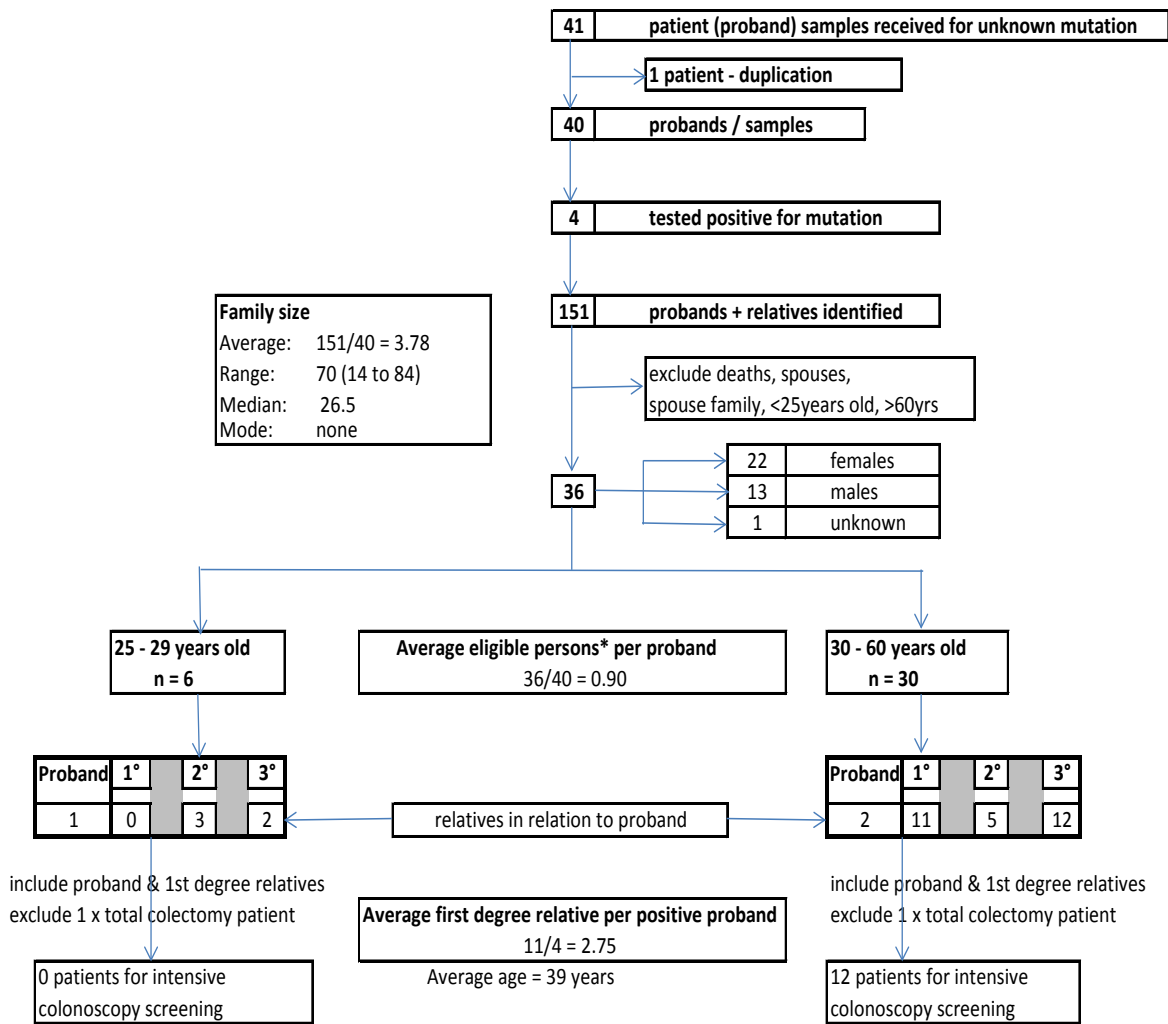 41 patient (proband) samples received for unknown mutation
1 patient - duplication
40 probands / samples
4 tested positive for mutation
151 probands + relatives identified
Family size
Average: 151/40 = 3.78
Range: 70 (14 to 84)
Median: 26.5
Mode: none
exclude deaths, spouses,
spouse family, <25years old, >60yrs
36
22 females
13 males
1 unknown
25 - 29 years old
n = 6
Average eligible persons* per proband
36/40 = 0.90
30 - 60 years old
n = 30
Proband 1° 2° 3°
1 0 3 2
relatives in relation to proband
Proband 1° 2° 3°
2 11 5 12
include proband & 1st degree relatives
exclude 1 x total colectomy patient
Average first degree relative per positive proband
11/4 = 2.75
Average age = 39 years
include proband & 1st degree relatives
exclude 1 x total colectomy patient
0 patients for intensive
colonoscopy screening
12 patients for intensive
colonoscopy screening